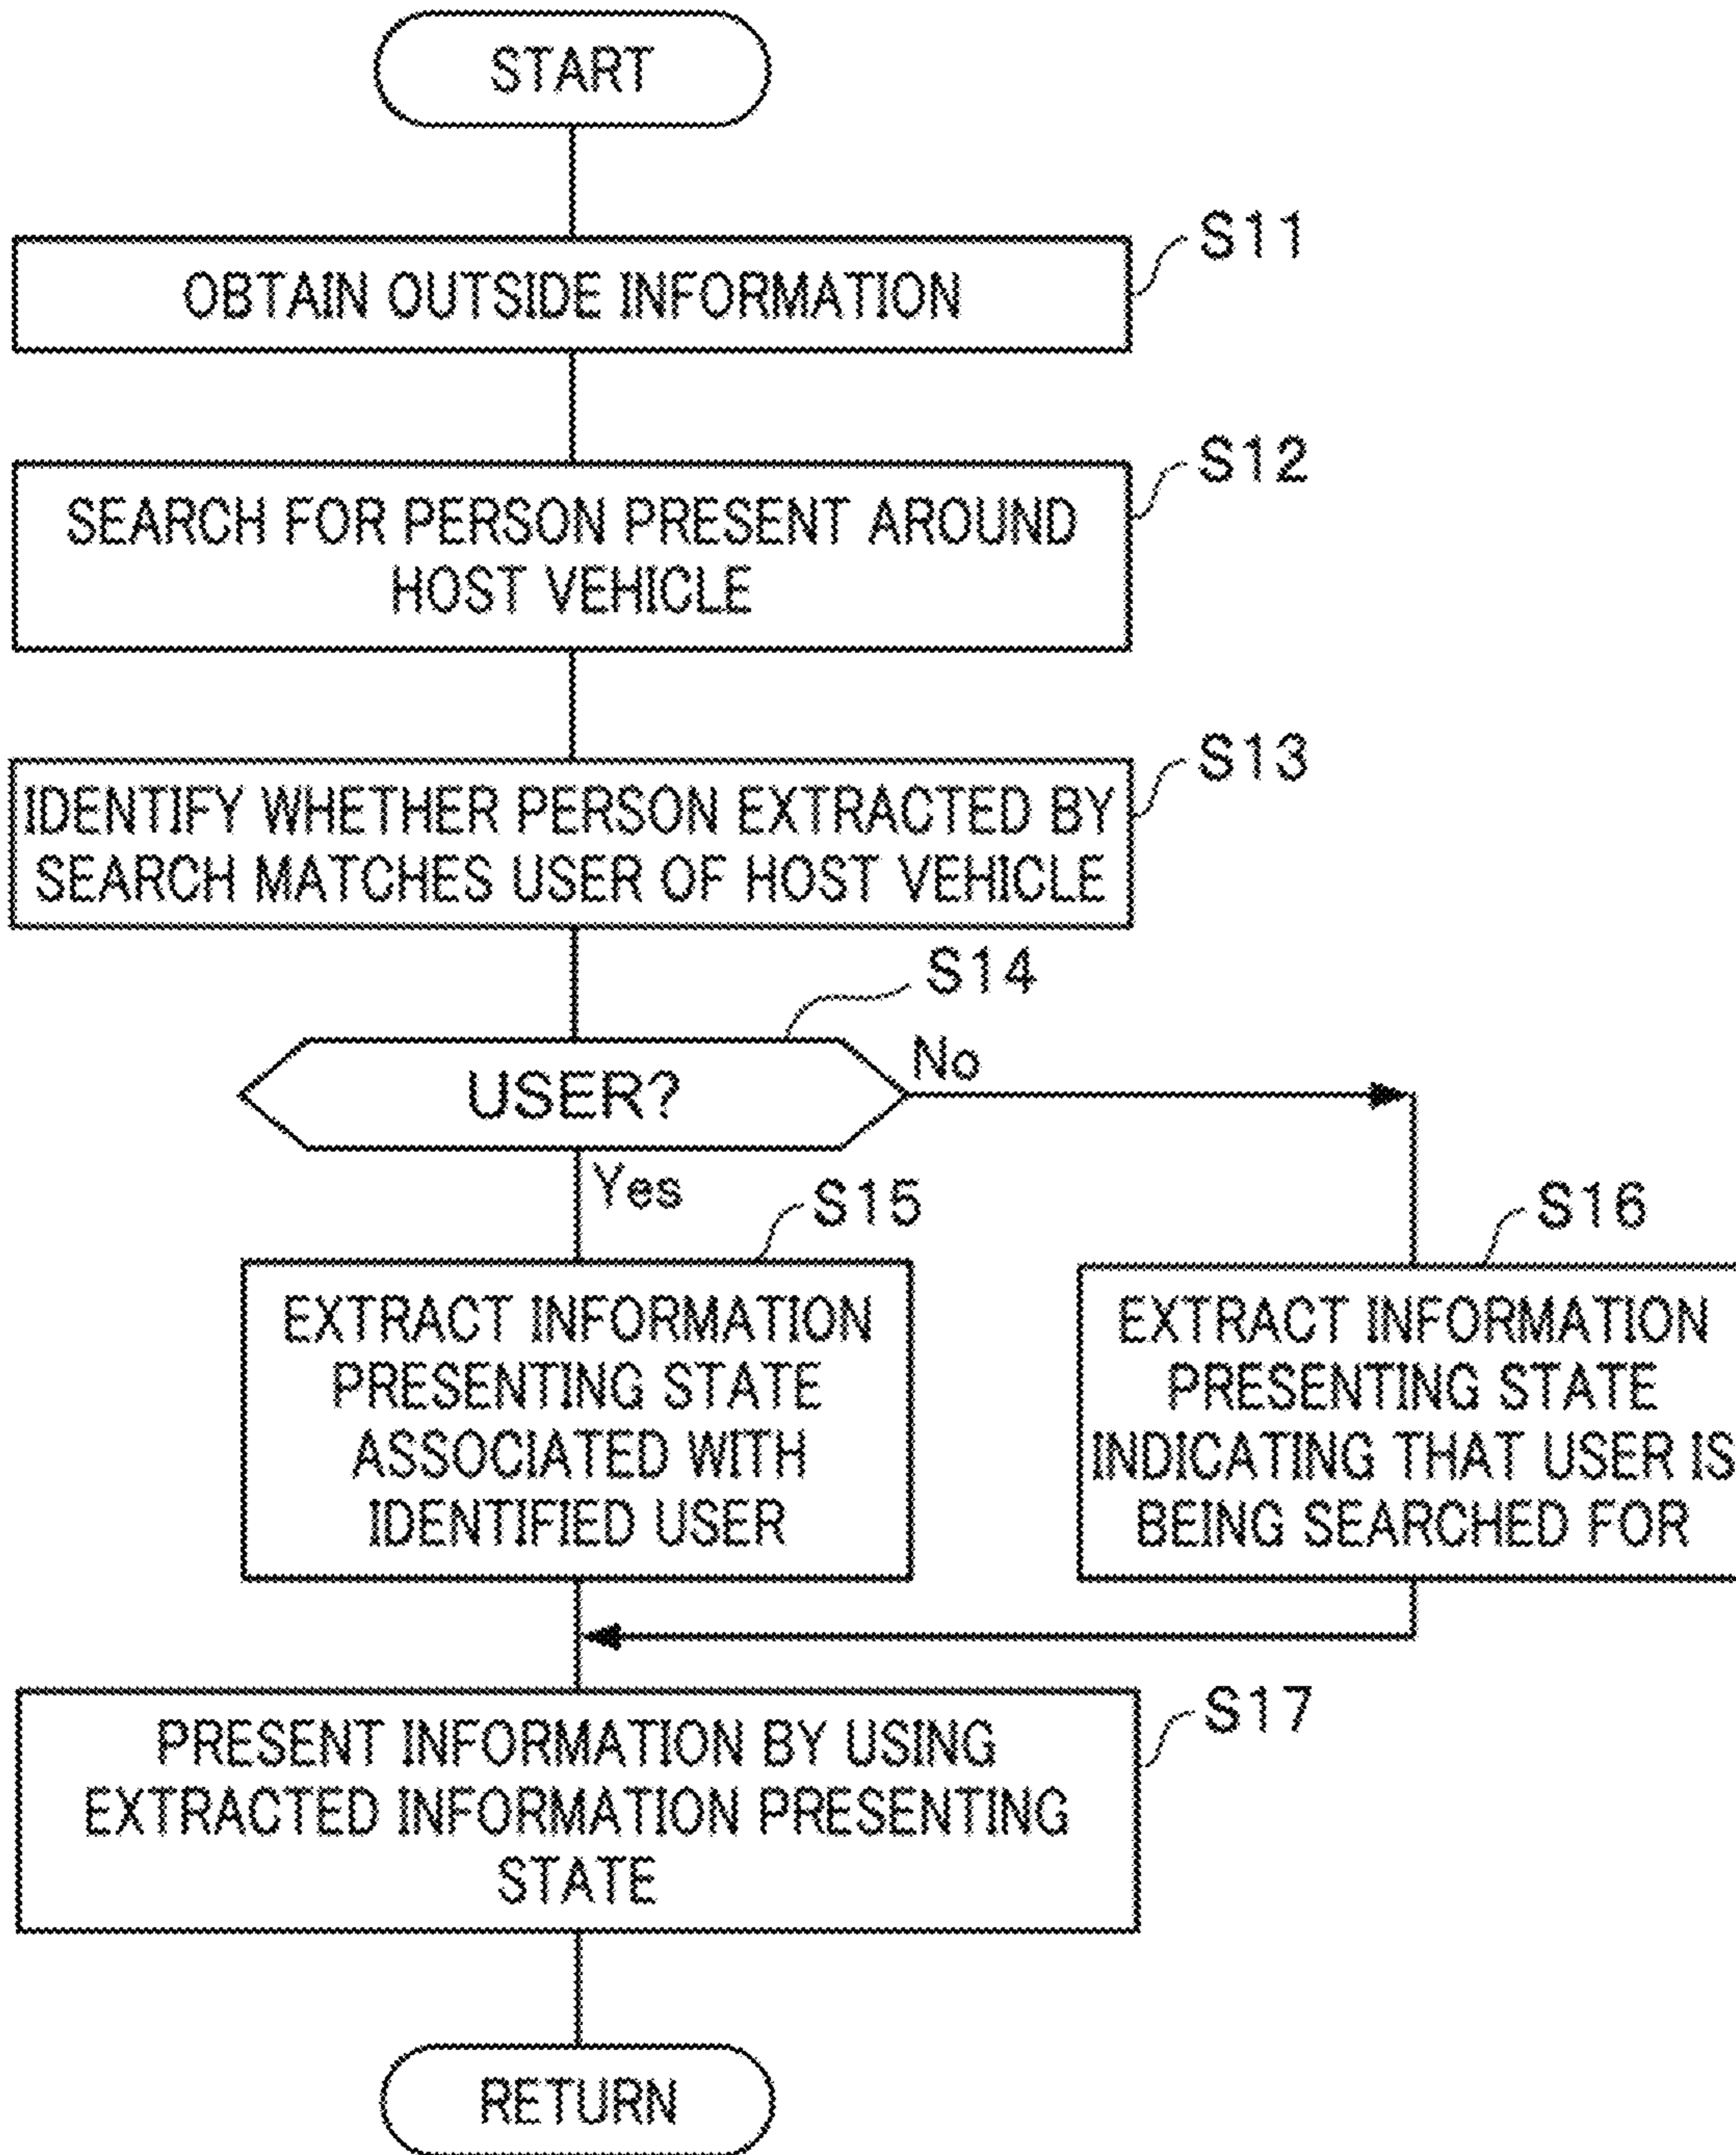 START
S11
OBTAIN OUTSIDE INFORMATION
S12
SEARCH FOR PERSON PRESENT AROUND
HOST VEHICLE
S13
IDENTIFY WHETHER PERSON EXTRACTED BY
SEARCH MATCHES USER OF HOST VEHICLE
S14
USER?
No
Yes
S15
EXTRACT INFORMATION
PRESENTING STATE
ASSOCIATED WITH
IDENTIFIED USER
S16
EXTRACT INFORMATION
PRESENTING STATE
INDICATING THAT USER IS
BEING SEARCHED FOR
S17
PRESENT INFORMATION BY USING
EXTRACTED INFORMATION PRESENTING
STATE
RETURN